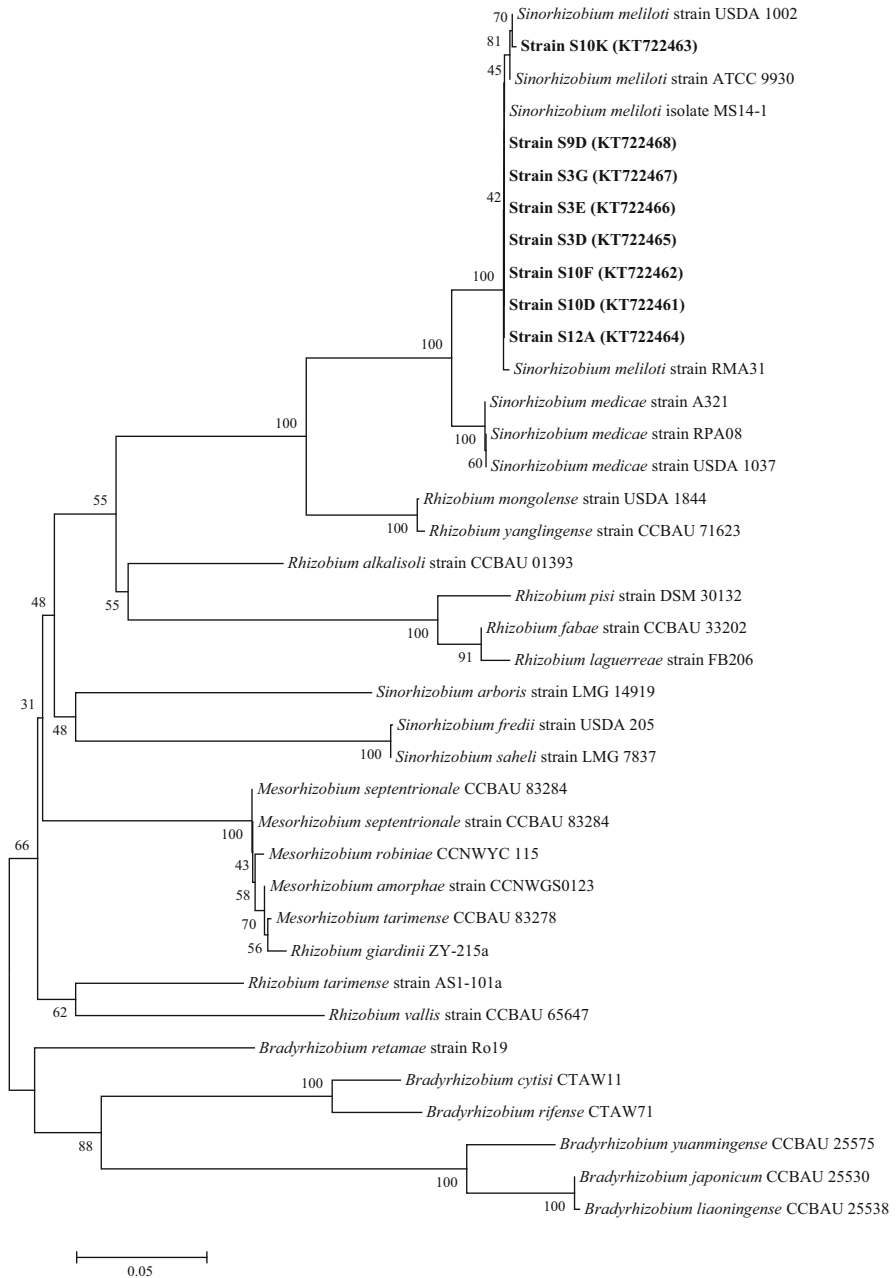 70
Sinorhizobium meliloti strain USDA 1002
81
Strain S10K (KT722463)
45
Sinorhizobium meliloti strain ATCC 9930
Sinorhizobium meliloti isolate MS14-1
Strain S9D (KT722468)
Strain S3G (KT722467)
42
Strain S3E (KT722466)
Strain S3D (KT722465)
100
Strain S10F (KT722462)
Strain S10D (KT722461)
100
Strain S12A (KT722464)
Sinorhizobium meliloti strain RMA31
Sinorhizobium medicae strain A321
100
100
Sinorhizobium medicae strain RPA08
60
Sinorhizobium medicae strain USDA 1037
55
Rhizobium mongolense strain USDA 1844
100
Rhizobium yanglingense strain CCBAU 71623
Rhizobium alkalisoli strain CCBAU 01393
48
55
Rhizobium pisi strain DSM 30132
100
Rhizobium fabae strain CCBAU 33202
91
Rhizobium laguerreae strain FB206
31
Sinorhizobium arboris strain LMG 14919
48
Sinorhizobium fredii strain USDA 205
100
Sinorhizobium saheli strain LMG 7837
Mesorhizobium septentrionale CCBAU 83284
Mesorhizobium septentrionale strain CCBAU 83284
66
100
Mesorhizobium robiniae CCNWYC 115
43
Mesorhizobium amorphae strain CCNWGS0123
58
Mesorhizobium tarimense CCBAU 83278
70
56
Rhizobium giardinii ZY-215a
Rhizobium tarimense strain AS1-101a
62
Rhizobium vallis strain CCBAU 65647
Bradyrhizobium retamae strain Ro19
100
Bradyrhizobium cytisi CTAW11
Bradyrhizobium rifense CTAW71
88
Bradyrhizobium yuanmingense CCBAU 25575
100
Bradyrhizobium japonicum CCBAU 25530
100
Bradyrhizobium liaoningense CCBAU 25538
0.05